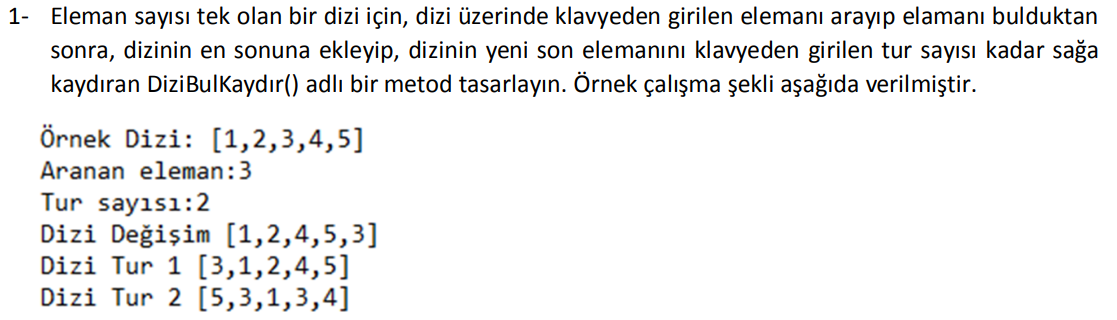 1- Eleman sayısı tek olan bir dizi için, dizi üzerinde klavyeden girilen elemanı arayıp elamanı bulduktan
sonra, dizinin en sonuna ekleyip, dizinin yeni son elemanını klavyeden girilen tur sayısı kadar sağa
kaydıran DiziBulKaydır() adlı bir metod tasarlayın. Örnek çalışma şekli aşağıda verilmiştir.
Örnek Dizi: [1,2,3,4,5]
Aranan eleman:3
Tur sayısı:2
Dizi Değişim [1,2,4,5,3]
Dizi Tur 1 [3,1,2,4,5]
Dizi Tur 2 [5,3,1,3,4]